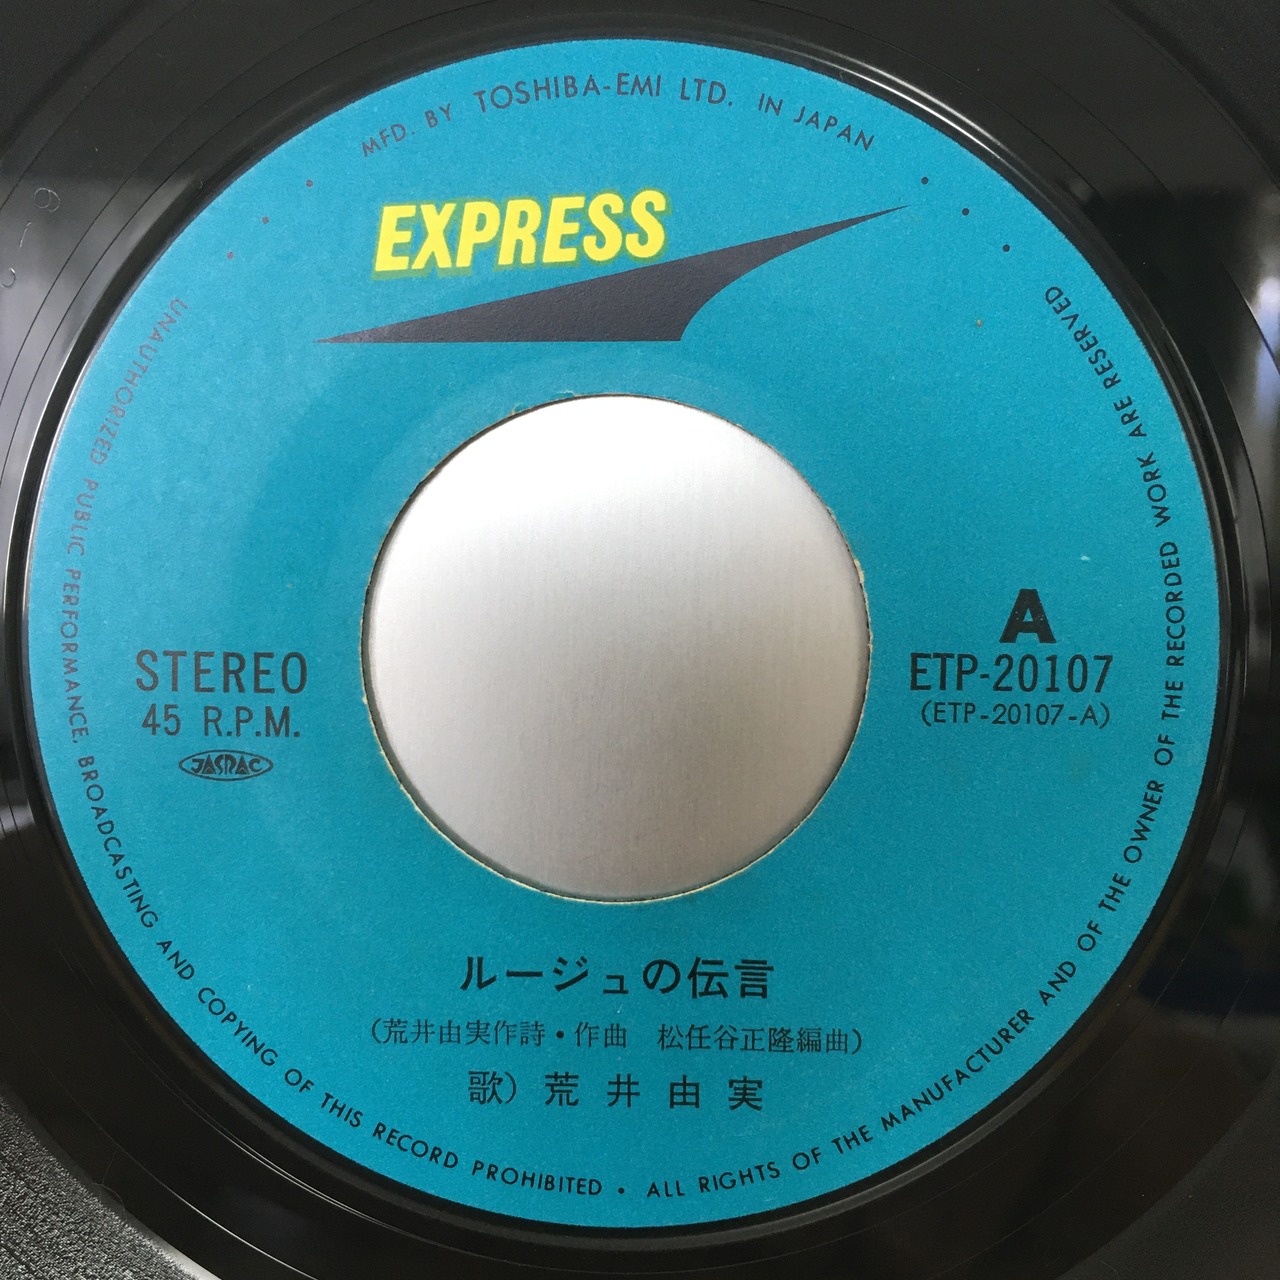 MFD. BY TOSHIBA-EMI LTD. IN JAPAN
EXPRESS
STEREO
45 R.P.M.
JASRAC
A
ETP-20107
(ETP-20107-A)
ルージュの伝言
(荒井由実作詩・作曲 松任谷正隆編曲)
歌) 荒井由実
UNAUTHORIZED PUBLIC PERFORMANCE, BROADCASTING AND COPYING OF THIS RECORD PROHIBITED • ALL RIGHTS OF THE MANUFACTURER AND OF THE OWNER OF THE RECORDED WORK ARE RESERVED